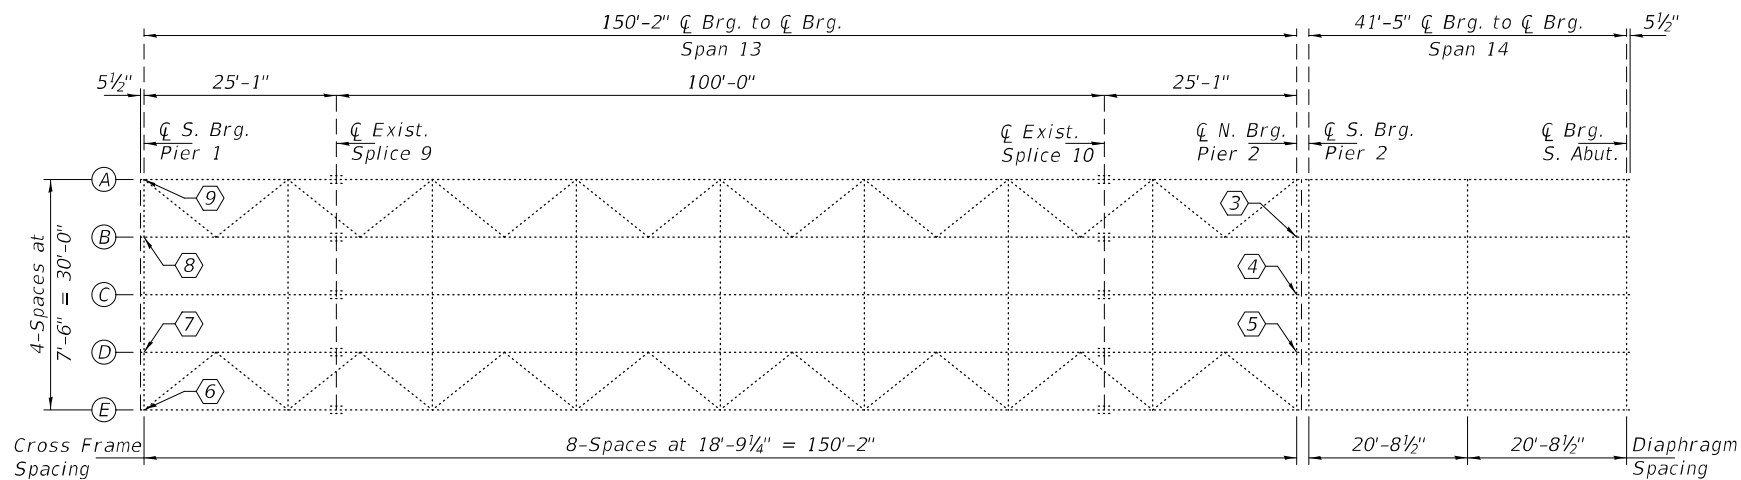 150'-2" ℄ Brg. to ℄ Brg.
Span 13
41'-5" ℄ Brg. to ℄ Brg.
Span 14
5½"
5½"
25'-1"
100'-0"
25'-1"
℄ S. Brg.
Pier 1
℄ Exist.
Splice 9
℄ Exist.
Splice 10
℄ N. Brg.
Pier 2
℄ S. Brg.
Pier 2
℄ Brg.
S. Abut.
A
B
C
D
E
4-Spaces at
7'-6" = 30'-0"
9
8
7
6
3
4
5
Cross Frame
Spacing
8-Spaces at 18'-9¼" = 150'-2"
20'-8½"
20'-8½"
Diaphragm
Spacing